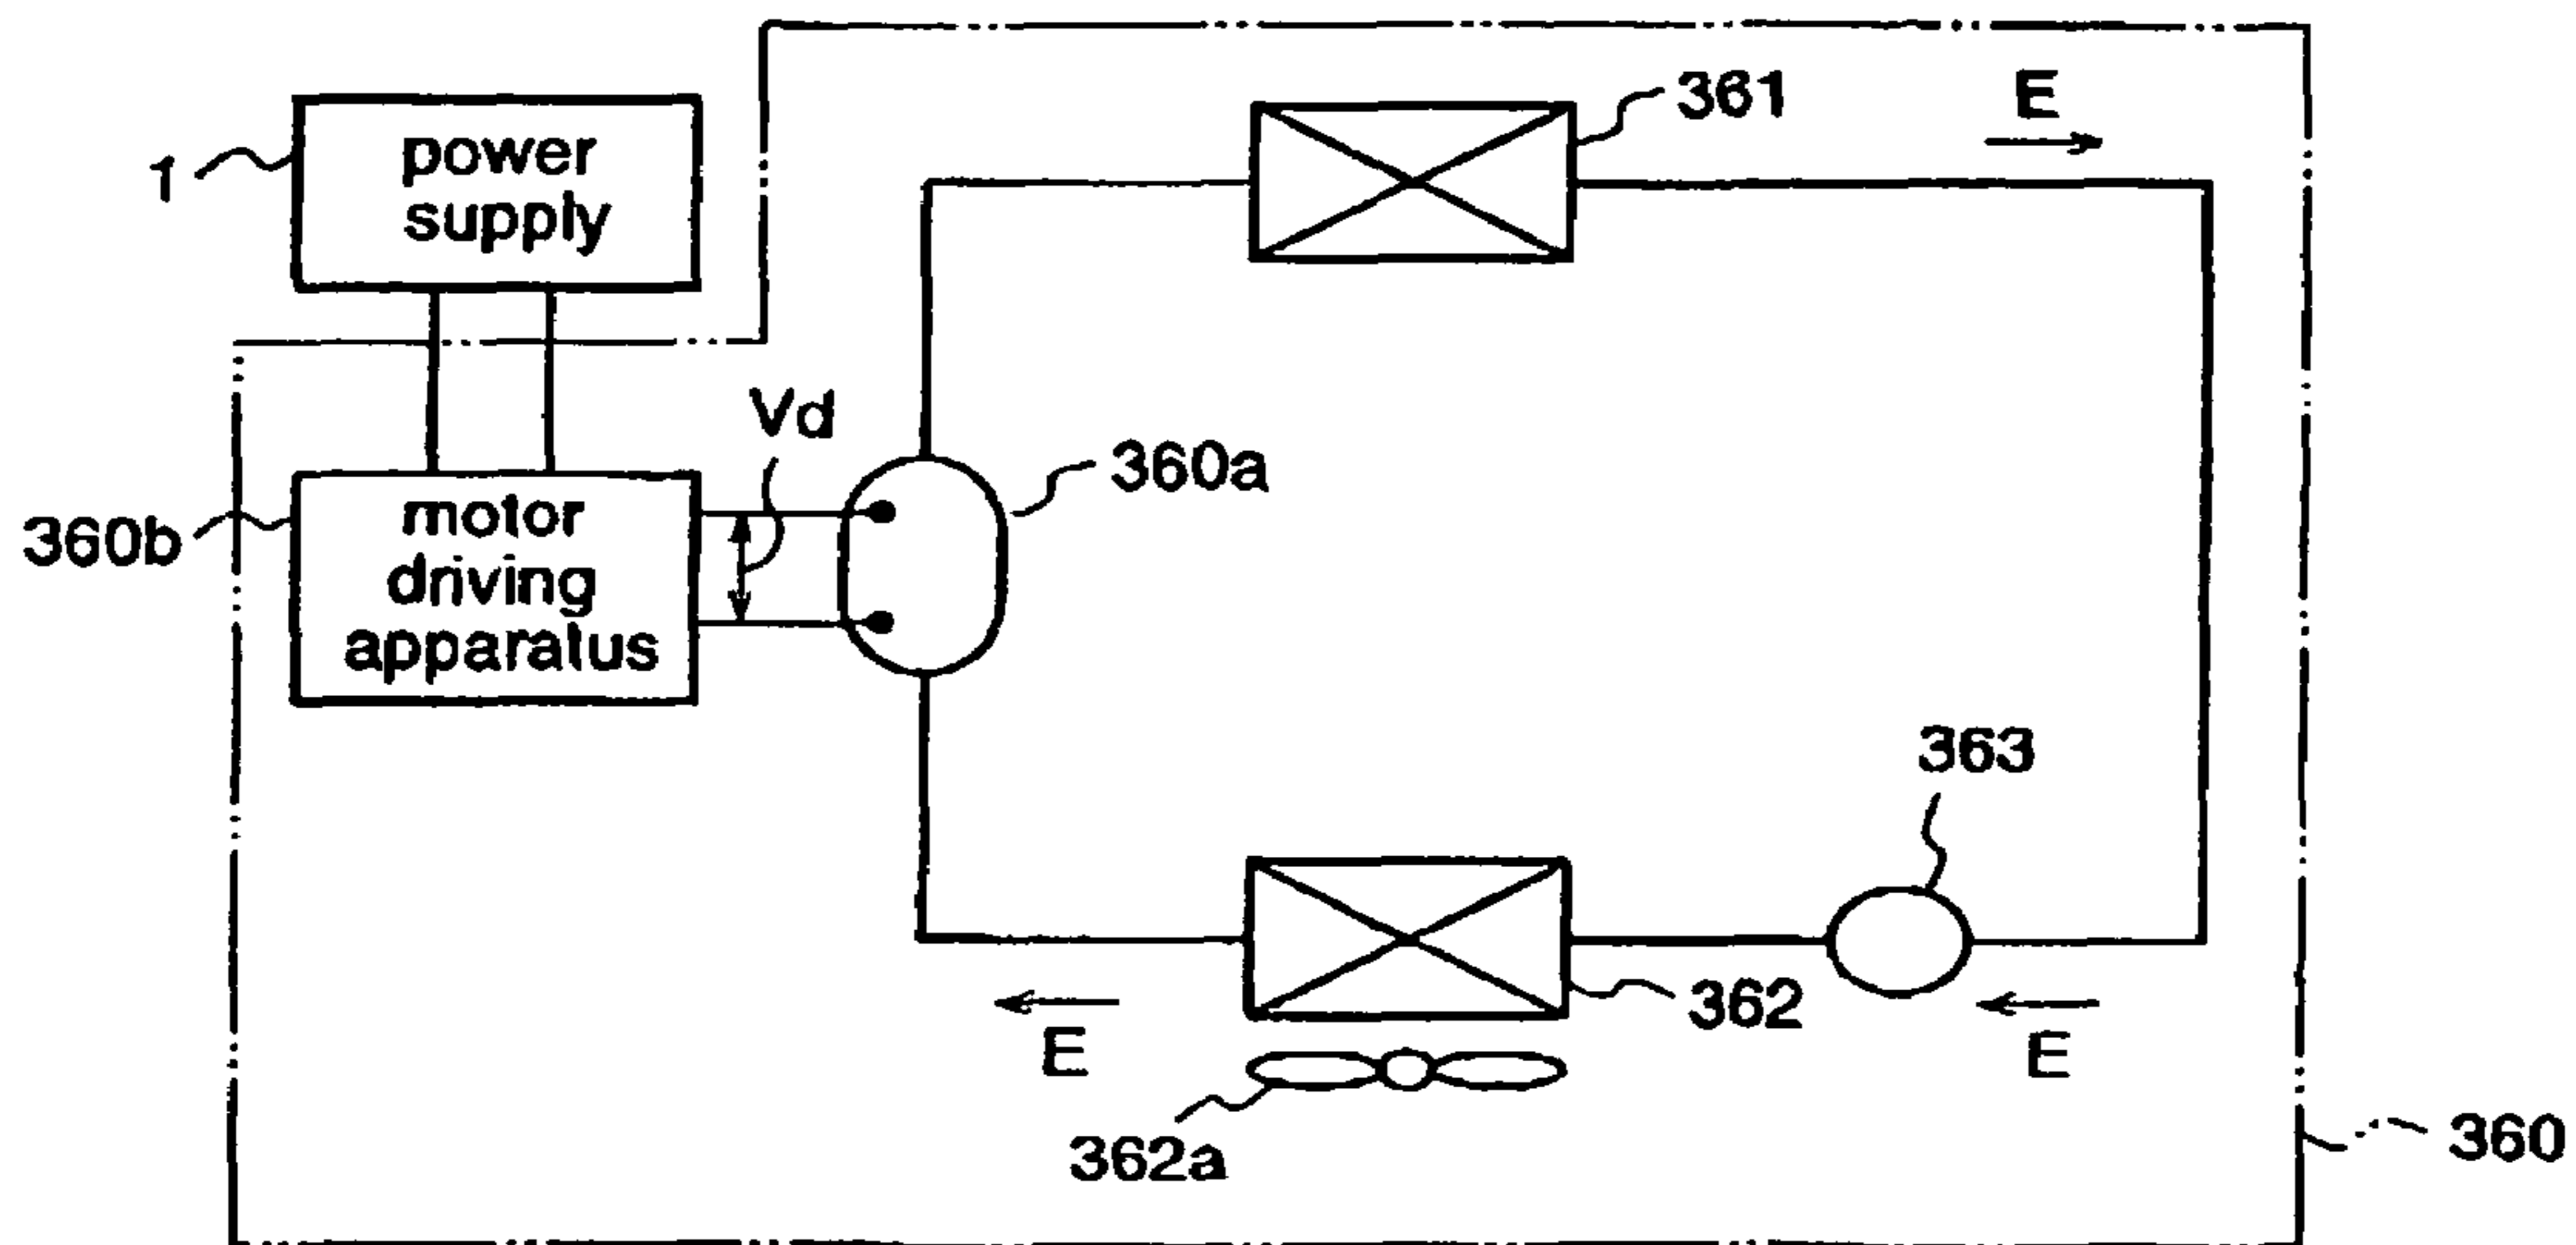 power
supply
1
361
E
Vd
360a
motor
driving
apparatus
360b
363
362
E
E
362a
360